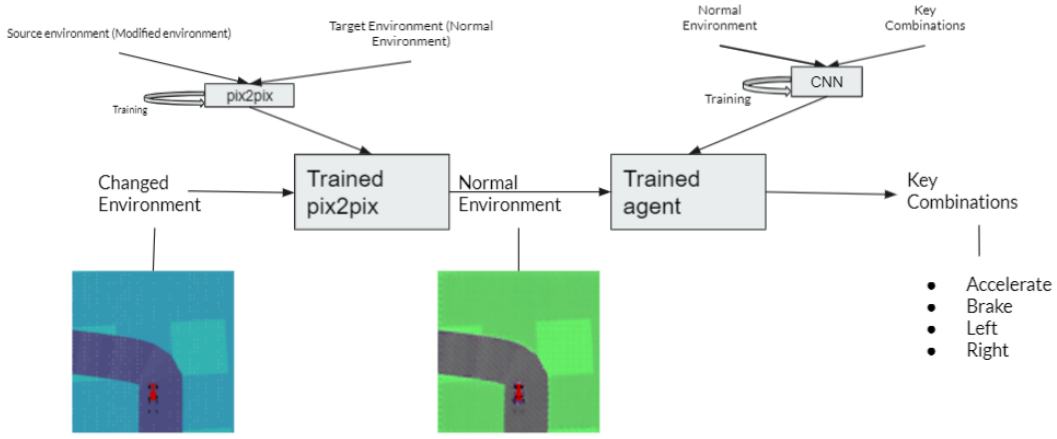 Source environment (Modified environment)
Target Environment (Normal
Environment)
pix2pix
Training
Normal
Environment
Key
Combinations
CNN
Training
Changed
Environment
Trained
pix2pix
Normal
Environment
Trained
agent
Key
Combinations
● Accelerate
● Brake
● Left
● Right